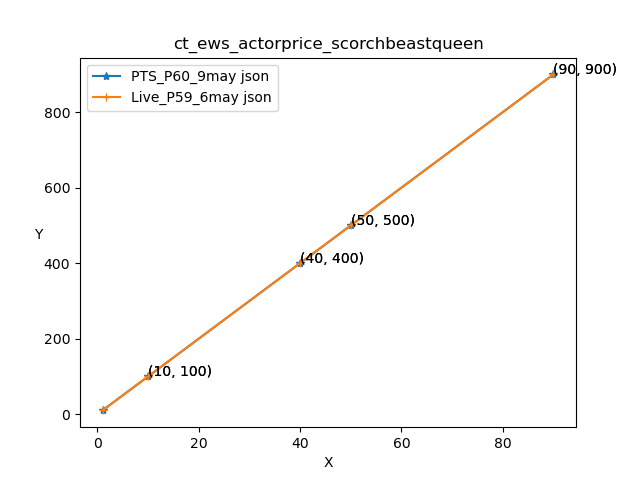 ct_ews_actorprice_scorchbeastqueen
PTS_P60_9may json
Live_P59_6may json
(90, 900)
(50, 500)
(40, 400)
(10, 100)
Y
800
600
400
200
0
0 20 40 60 80
X